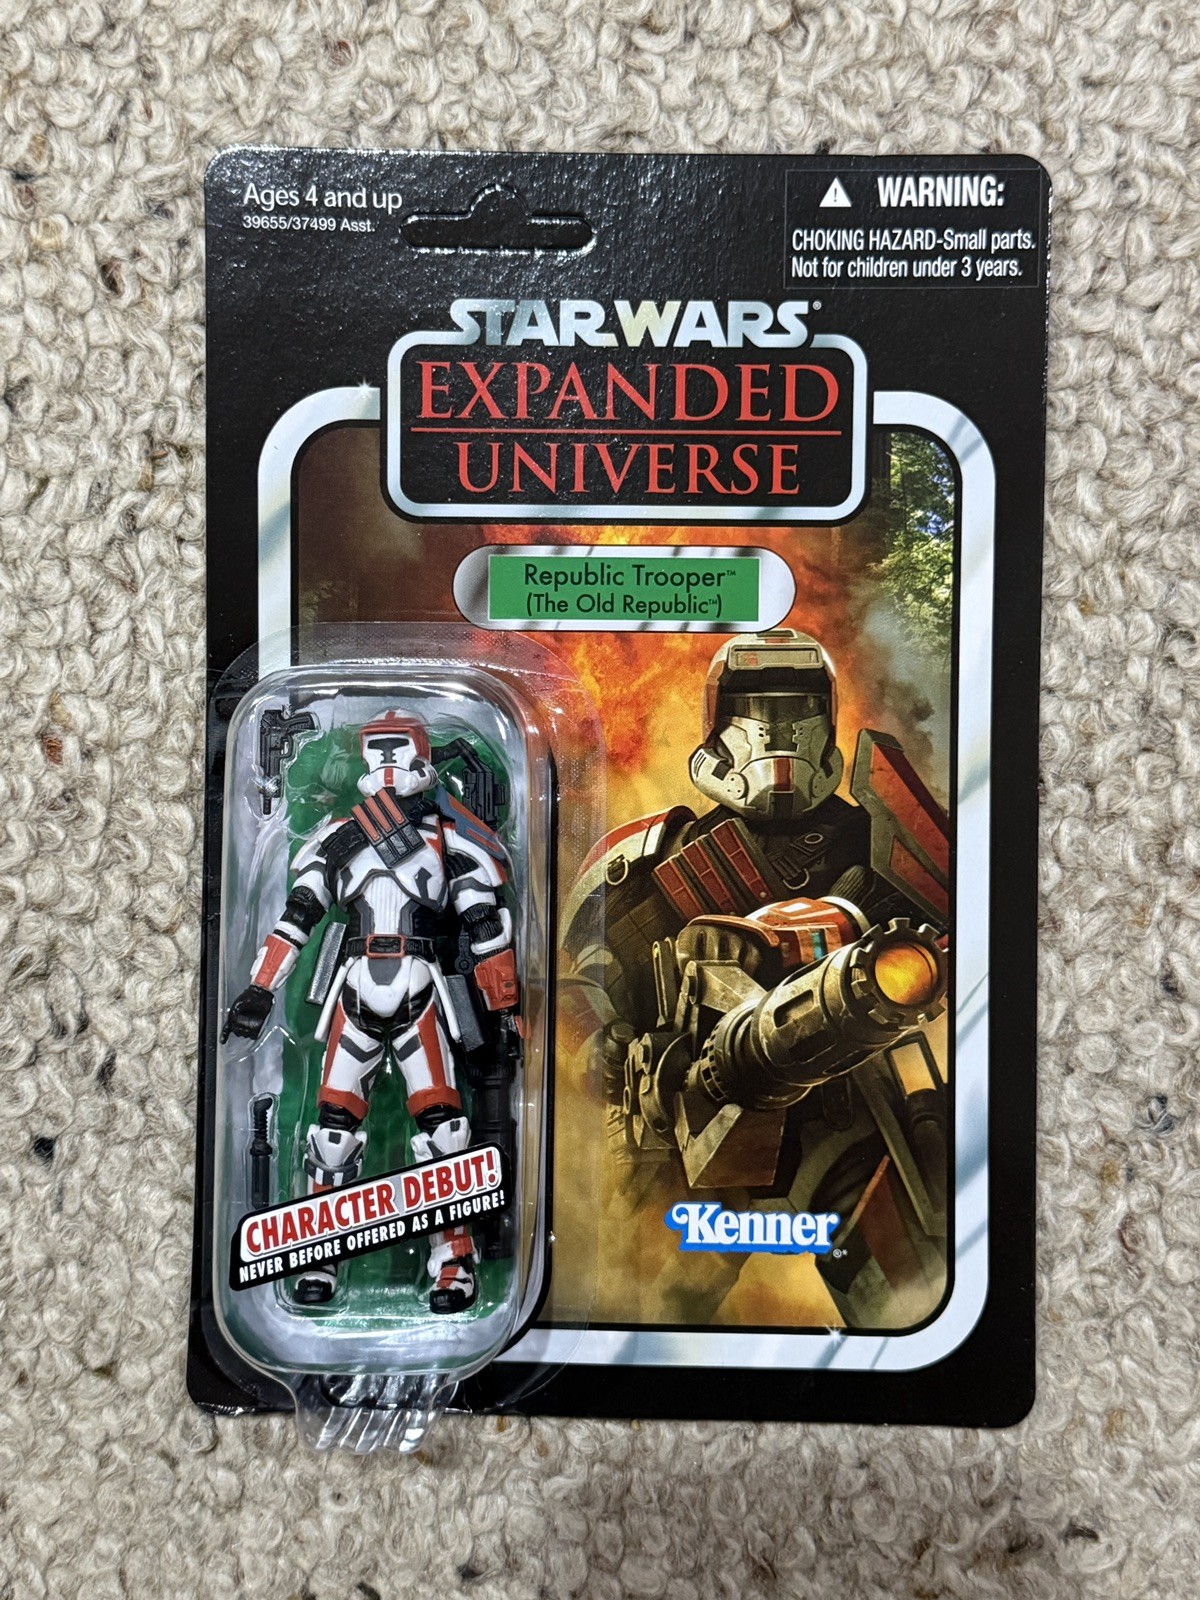 Ages 4 and up
39655/37499 Asst.
⚠ WARNING:
CHOKING HAZARD-Small parts.
Not for children under 3 years.
STAR WARS®
EXPANDED
UNIVERSE
Republic Trooper™
(The Old Republic™)
CHARACTER DEBUT!
NEVER BEFORE OFFERED AS A FIGURE!
Kenner®*